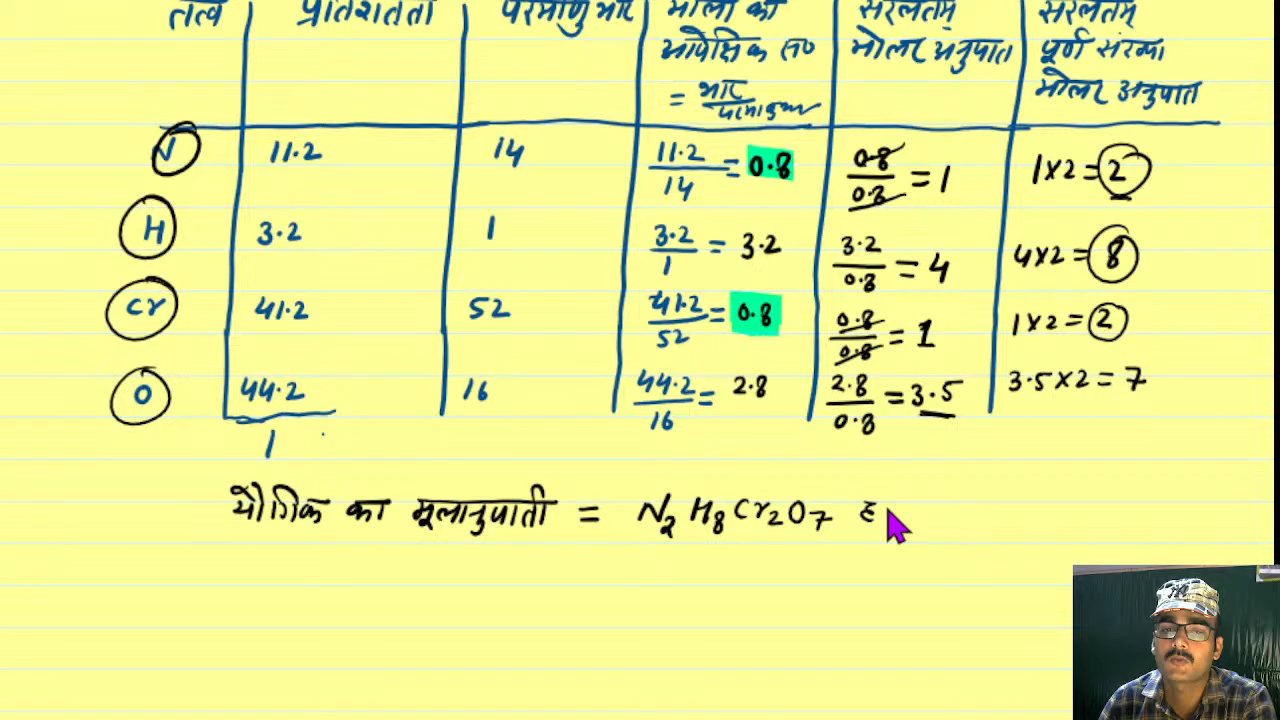 तत्व प्रतिशतता परमाणु भार मोलों की सरलतम् सरलतम्
आपेक्षिक सं० मोलर अनुपात पूर्ण संख्या
= भार/परमाणुभार मोलर अनुपात
N 11.2 14 11.2/14 = 0.8 0.8/0.8 = 1 1×2 = 2
H 3.2 1 3.2/1 = 3.2 3.2/0.8 = 4 4×2 = 8
Cr 41.2 52 41.2/52 = 0.8 0.8/0.8 = 1 1×2 = 2
O 44.2 16 44.2/16 = 2.8 2.8/0.8 = 3.5 3.5×2 = 7
1
यौगिक का मूलानुपाती = N₂H₈Cr₂O₇